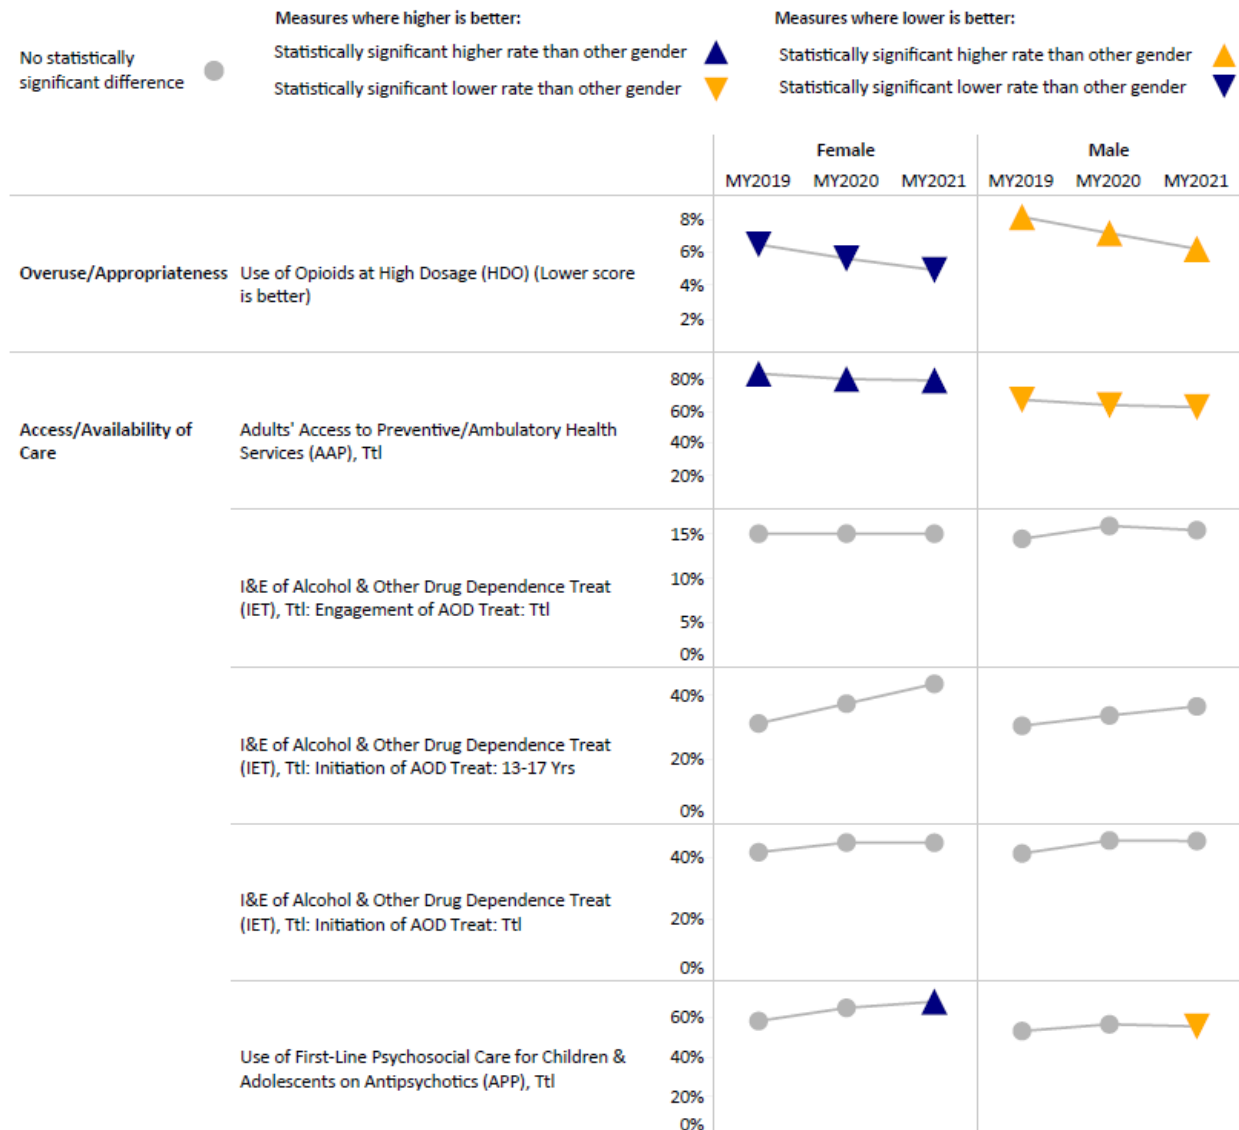 Measures where higher is better:
Measures where lower is better:
No statistically
significant difference
Statistically significant higher rate than other gender
Statistically significant lower rate than other gender
Statistically significant higher rate than other gender
Statistically significant lower rate than other gender
Female
Male
MY2019 MY2020 MY2021 MY2019 MY2020 MY2021
Overuse/Appropriateness
Use of Opioids at High Dosage (HDO) (Lower score
is better)
8%
6%
4%
2%
Access/Availability of
Care
Adults' Access to Preventive/Ambulatory Health
Services (AAP), Ttl
80%
60%
40%
20%
I&E of Alcohol & Other Drug Dependence Treat
(IET), Ttl: Engagement of AOD Treat: Ttl
15%
10%
5%
0%
I&E of Alcohol & Other Drug Dependence Treat
(IET), Ttl: Initiation of AOD Treat: 13-17 Yrs
40%
20%
0%
I&E of Alcohol & Other Drug Dependence Treat
(IET), Ttl: Initiation of AOD Treat: Ttl
40%
20%
0%
Use of First-Line Psychosocial Care for Children &
Adolescents on Antipsychotics (APP), Ttl
60%
40%
20%
0%